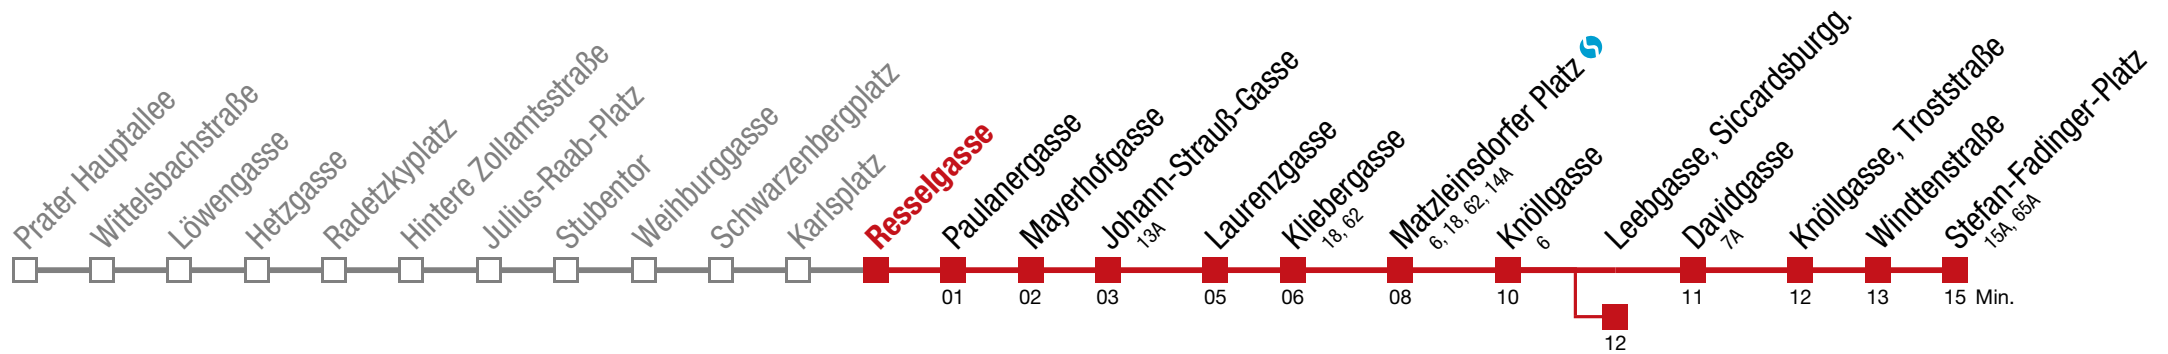 Prater Hauptallee
Wittelsbachstraße
Löwengasse
Hetzgasse
Radetzkyplatz
Hintere Zollamtsstraße
Julius-Raab-Platz
Stubentor
Weihburggasse
Schwarzenbergplatz
Karlsplatz
Resselgasse
Paulanergasse
Mayerhofgasse
Johann-Strauß-Gasse
13A
Laurenzgasse
Kliebergasse
18, 62
Matzleinsdorfer Platz
6, 18, 62, 14A
Knöllgasse
6
Leebgasse, Siccardsburgg.
Davidgasse
7A
Knöllgasse, Troststraße
Windtenstraße
Stefan-Fadinger-Platz
15A, 65A
01 02 03 05 06 08 10 11 12 13 15 Min.
12